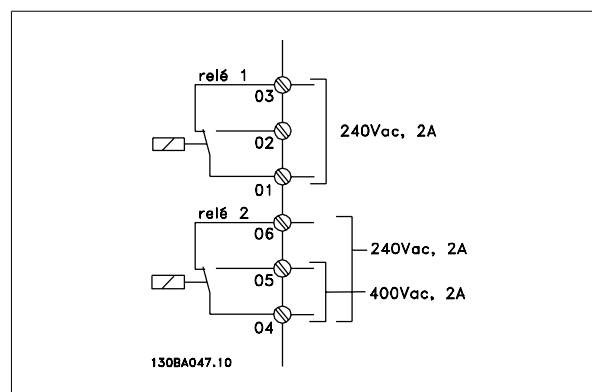 relé 1
03
02
240Vac, 2A
01
relé 2
06
240Vac, 2A
05
400Vac, 2A
04
130BA047.10